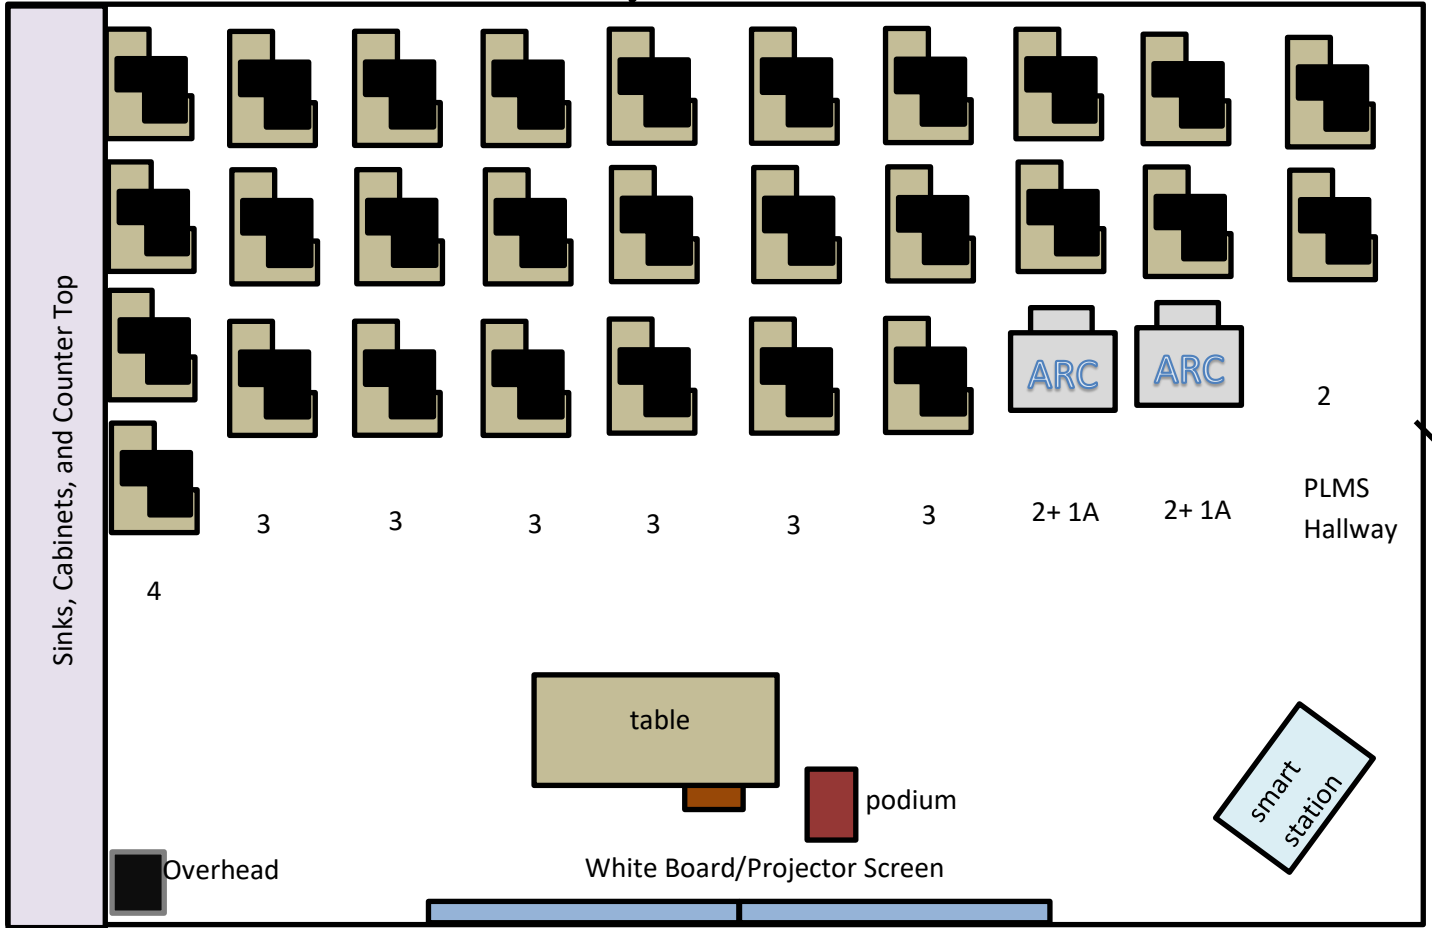 Sinks, Cabinets, and Counter Top
ARC
ARC
2
PLMS
Hallway
3
3
3
3
3
3
2+ 1A
2+ 1A
4
table
podium
smart
station
Overhead
White Board/Projector Screen